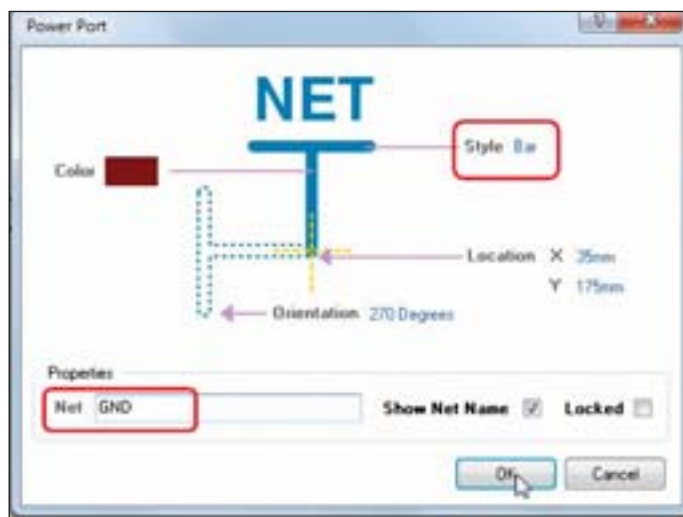 Power Port
NET
Style Bar
Color
Location X 35mm
Y 175mm
Orientation 270 Degrees
Properties
Net GND
Show Net Name
Locked
OK
Cancel